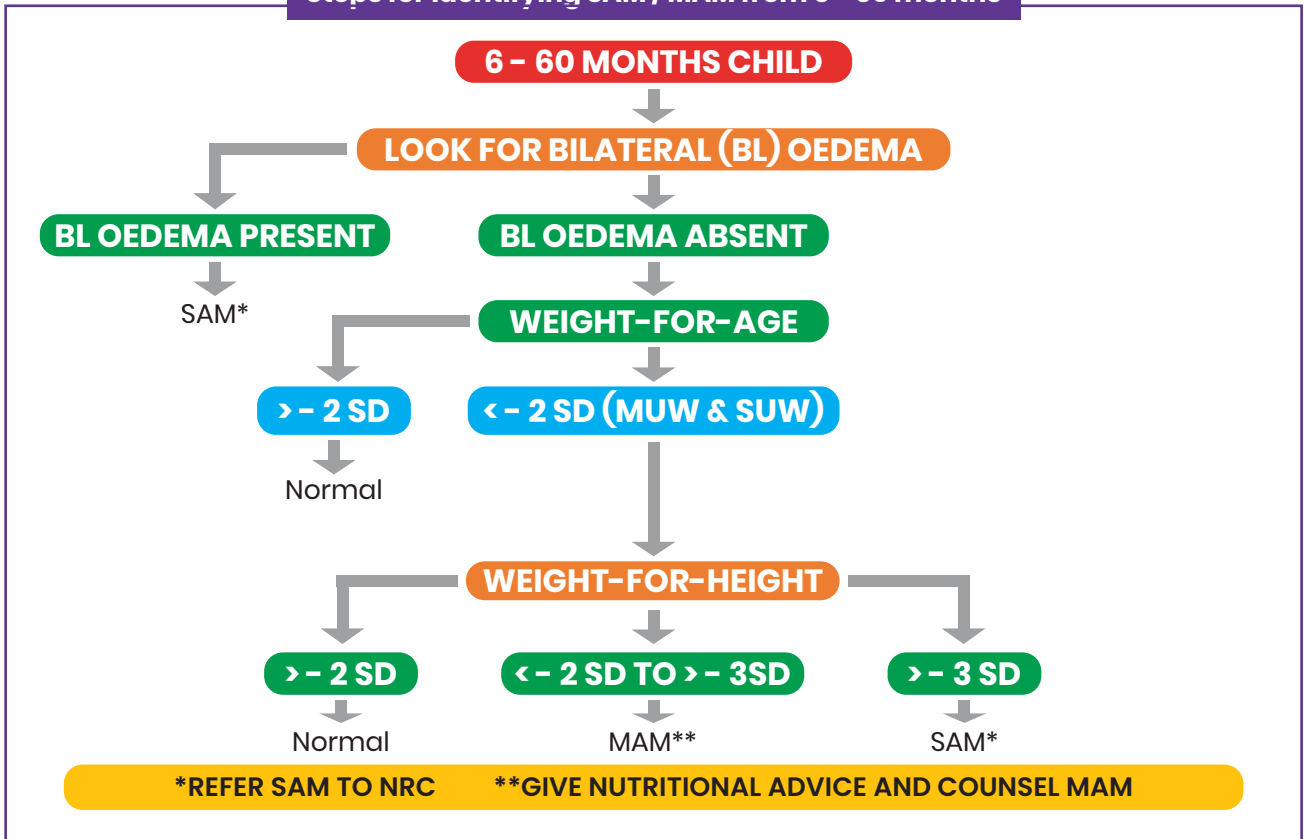 6 - 60 MONTHS CHILD
LOOK FOR BILATERAL (BL) OEDEMA
BL OEDEMA PRESENT
BL OEDEMA ABSENT
SAM*
WEIGHT-FOR-AGE
> - 2 SD
< - 2 SD (MUW & SUW)
Normal
WEIGHT-FOR-HEIGHT
> - 2 SD
< - 2 SD TO > - 3SD
> - 3 SD
Normal
MAM**
SAM*
*REFER SAM TO NRC **GIVE NUTRITIONAL ADVICE AND COUNSEL MAM